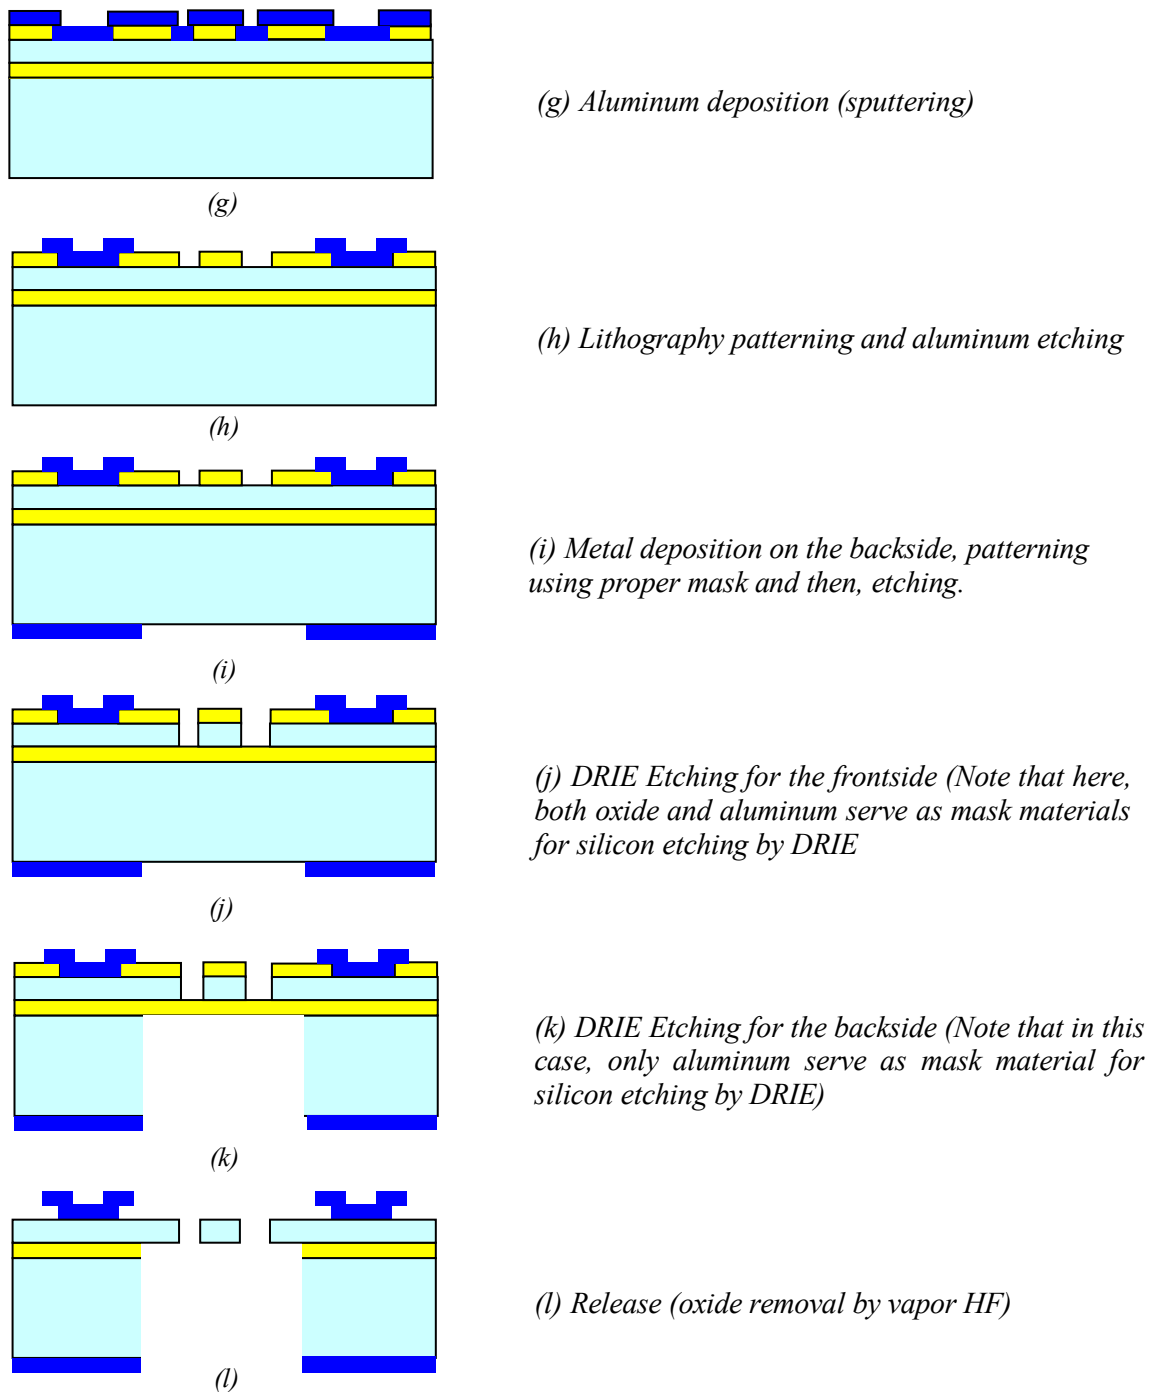 (g) Aluminum deposition (sputtering)
(g)
(h) Lithography patterning and aluminum etching
(h)
(i) Metal deposition on the backside, patterning
using proper mask and then, etching.
(i)
(j) DRIE Etching for the frontside (Note that here,
both oxide and aluminum serve as mask materials
for silicon etching by DRIE
(j)
(k) DRIE Etching for the backside (Note that in this
case, only aluminum serve as mask material for
silicon etching by DRIE)
(k)
(l) Release (oxide removal by vapor HF)
(l)